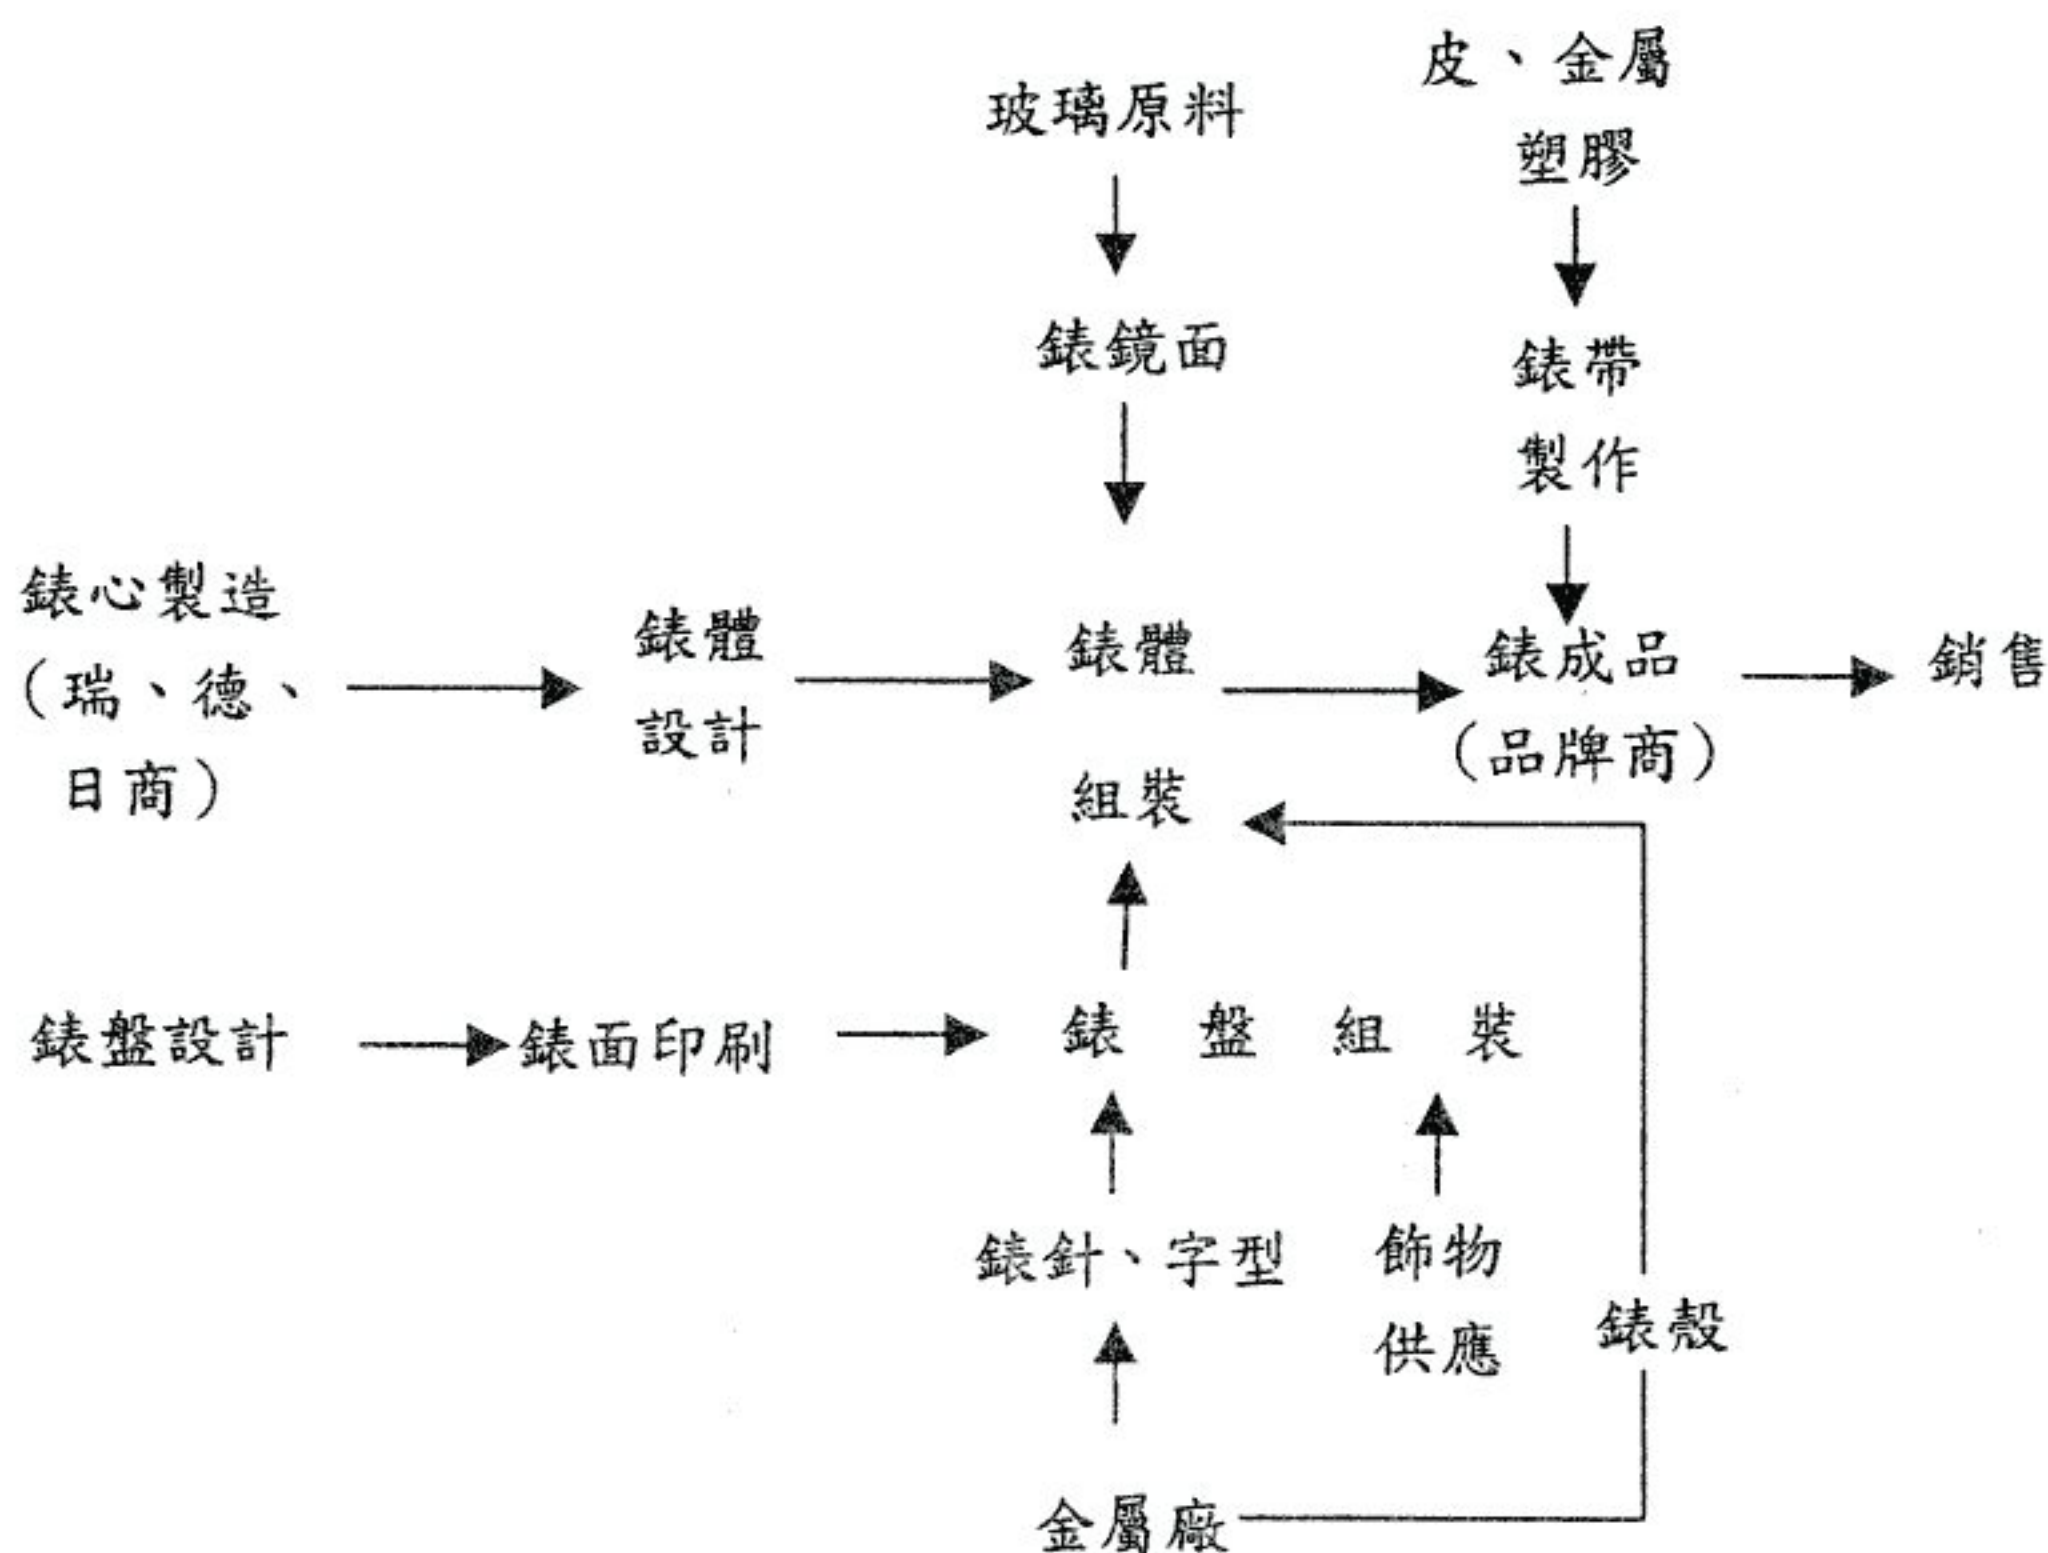 皮、金屬
塑膠
玻璃原料
錶鏡面
錶帶
製作
錶心製造
(瑞、德、
日商)
錶體
設計
錶體
組裝
錶成品
(品牌商)
銷售
錶盤設計
錶面印刷
錶盤組裝
錶針、字型
飾物
供應
錶殼
金屬廠